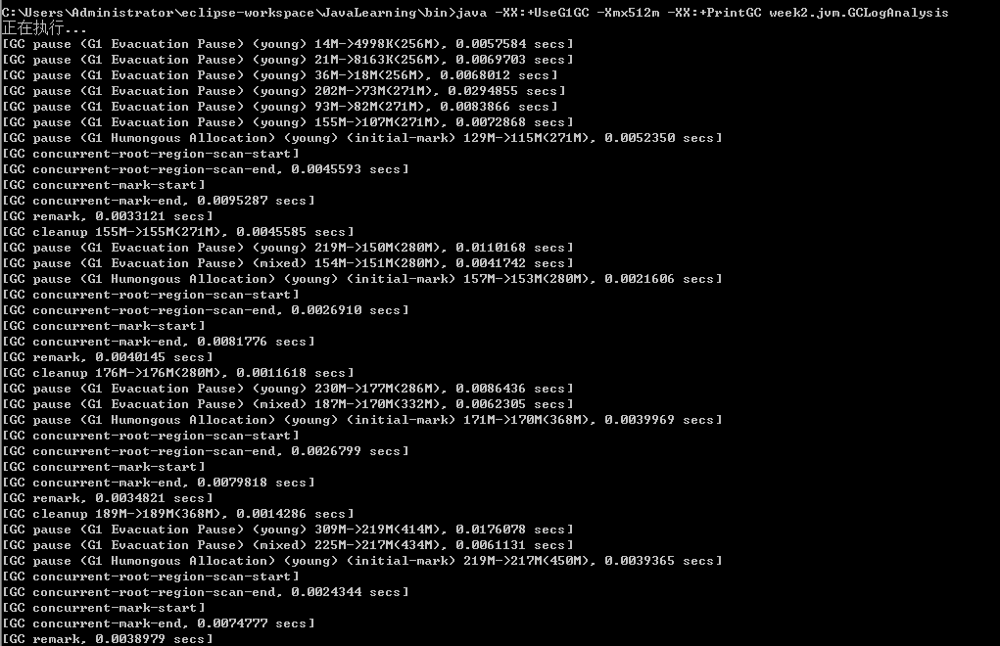 C:\Users\Administrator\eclipse-workspace\JavaLearning\bin>java -XX:+UseG1GC -Xmx512m -XX:+PrintGC week2.jvm.GCLogAnalysis
正在执行...
[GC pause (G1 Evacuation Pause) (young) 14M->4998K(256M), 0.0057584 secs]
[GC pause (G1 Evacuation Pause) (young) 21M->8163K(256M), 0.0069703 secs]
[GC pause (G1 Evacuation Pause) (young) 36M->18M(256M), 0.0068012 secs]
[GC pause (G1 Evacuation Pause) (young) 202M->73M(271M), 0.0294855 secs]
[GC pause (G1 Evacuation Pause) (young) 93M->82M(271M), 0.0083866 secs]
[GC pause (G1 Evacuation Pause) (young) 155M->107M(271M), 0.0072868 secs]
[GC pause (G1 Humongous Allocation) (young) (initial-mark) 129M->115M(271M), 0.0052350 secs]
[GC concurrent-root-region-scan-start]
[GC concurrent-root-region-scan-end, 0.0045593 secs]
[GC concurrent-mark-start]
[GC concurrent-mark-end, 0.0095287 secs]
[GC remark, 0.0033121 secs]
[GC cleanup 155M->155M(271M), 0.0045585 secs]
[GC pause (G1 Evacuation Pause) (young) 219M->150M(280M), 0.0110168 secs]
[GC pause (G1 Evacuation Pause) (mixed) 154M->151M(280M), 0.0041742 secs]
[GC pause (G1 Humongous Allocation) (young) (initial-mark) 157M->153M(280M), 0.0021606 secs]
[GC concurrent-root-region-scan-start]
[GC concurrent-root-region-scan-end, 0.0026910 secs]
[GC concurrent-mark-start]
[GC concurrent-mark-end, 0.0081776 secs]
[GC remark, 0.0040145 secs]
[GC cleanup 176M->176M(280M), 0.0011618 secs]
[GC pause (G1 Evacuation Pause) (young) 230M->177M(286M), 0.0086436 secs]
[GC pause (G1 Evacuation Pause) (mixed) 187M->170M(332M), 0.0062305 secs]
[GC pause (G1 Humongous Allocation) (young) (initial-mark) 171M->170M(368M), 0.0039969 secs]
[GC concurrent-root-region-scan-start]
[GC concurrent-root-region-scan-end, 0.0026799 secs]
[GC concurrent-mark-start]
[GC concurrent-mark-end, 0.0079818 secs]
[GC remark, 0.0034821 secs]
[GC cleanup 189M->189M(368M), 0.0014286 secs]
[GC pause (G1 Evacuation Pause) (young) 309M->219M(414M), 0.0176078 secs]
[GC pause (G1 Evacuation Pause) (mixed) 225M->217M(434M), 0.0061131 secs]
[GC pause (G1 Humongous Allocation) (young) (initial-mark) 219M->217M(450M), 0.0039365 secs]
[GC concurrent-root-region-scan-start]
[GC concurrent-root-region-scan-end, 0.0024344 secs]
[GC concurrent-mark-start]
[GC concurrent-mark-end, 0.0074777 secs]
[GC remark, 0.0038979 secs]